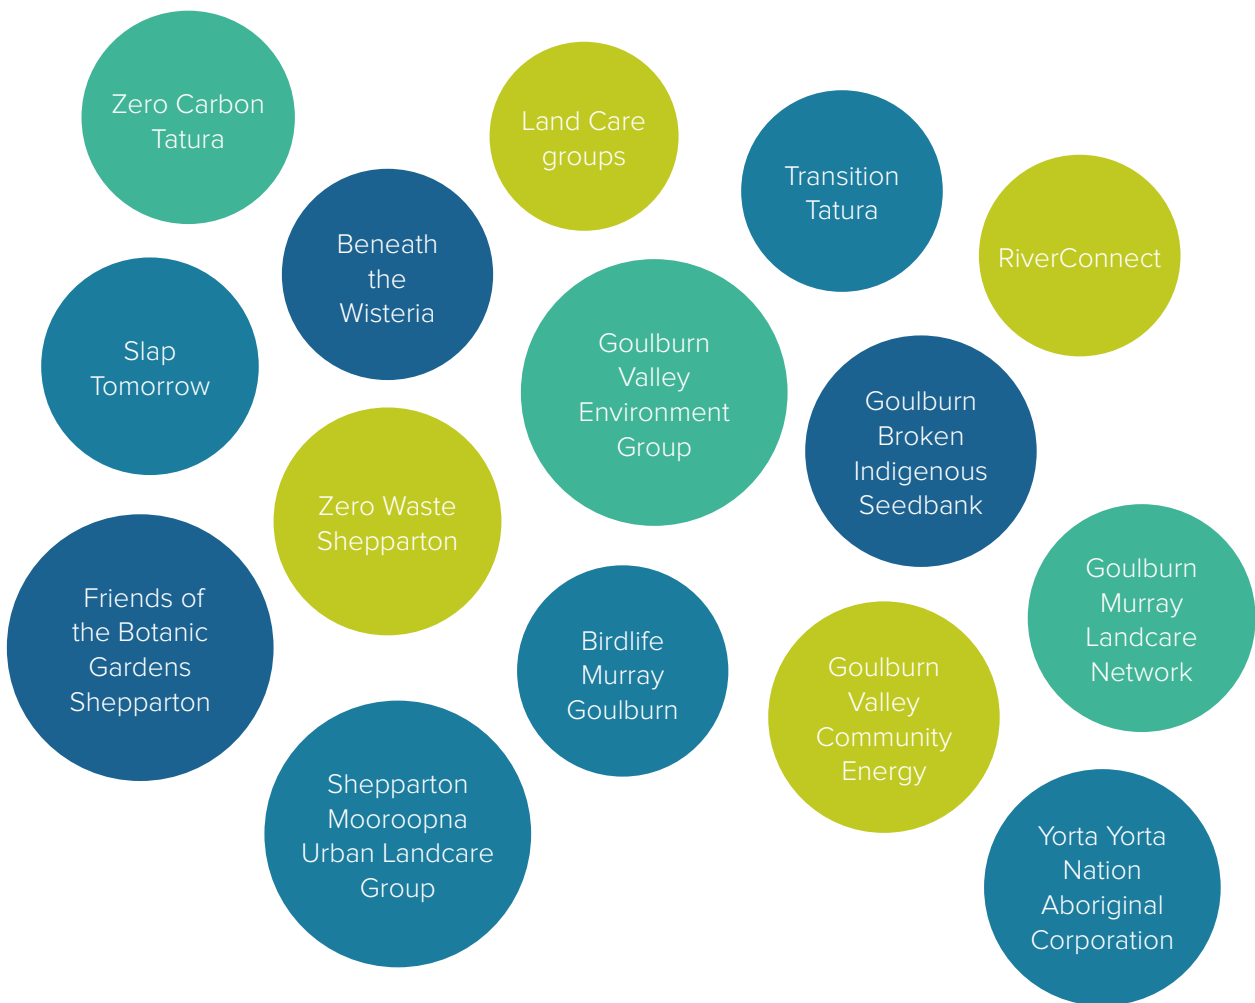 Zero Carbon
Tatura
Land Care
groups
Transition
Tatura
RiverConnect
Beneath
the
Wisteria
Slap
Tomorrow
Goulburn
Valley
Environment
Group
Goulburn
Broken
Indigenous
Seedbank
Zero Waste
Shepparton
Friends of
the Botanic
Gardens
Shepparton
Birdlife
Murray
Goulburn
Goulburn
Valley
Community
Energy
Goulburn
Murray
Landcare
Network
Shepparton
Mooroopna
Urban Landcare
Group
Yorta Yorta
Nation
Aboriginal
Corporation